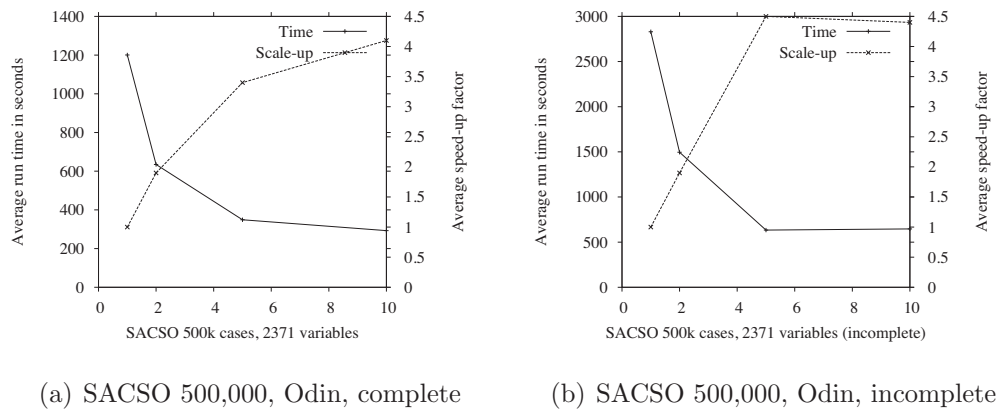 1400
1200
1000
800
600
400
200
0
Average run time in seconds
4.5
4
3.5
3
2.5
2
1.5
1
0.5
0
Average speed-up factor
Time
Scale-up
0 2 4 6 8 10
SACSO 500k cases, 2371 variables
(a) SACSO 500,000, Odin, complete
3000
2500
2000
1500
1000
500
0
Average run time in seconds
4.5
4
3.5
3
2.5
2
1.5
1
0.5
0
Average speed-up factor
Time
Scale-up
0 2 4 6 8 10
SACSO 500k cases, 2371 variables (incomplete)
(b) SACSO 500,000, Odin, incomplete